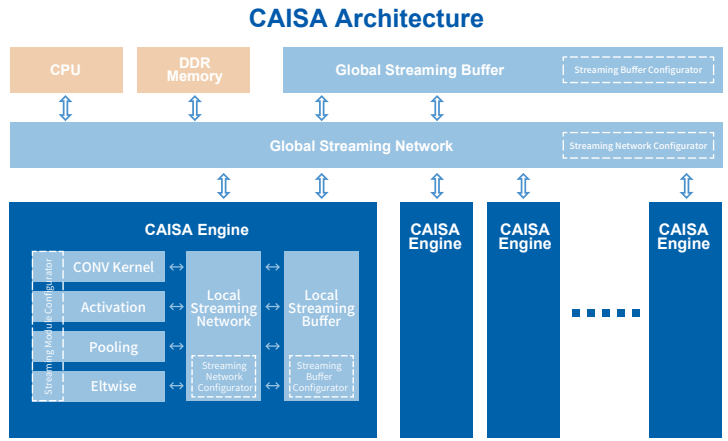 CAISA Architecture
CPU
DDR
Memory
Global Streaming Buffer
Streaming Buffer Configurator
Global Streaming Network
Streaming Network Configurator
CAISA Engine
Streaming Module Configurator
CONV Kernel
Activation
Pooling
Eltwise
Local
Streaming
Network
Streaming
Network
Configurator
Local
Streaming
Buffer
Streaming
Buffer
Configurator
CAISA
Engine
CAISA
Engine
CAISA
Engine